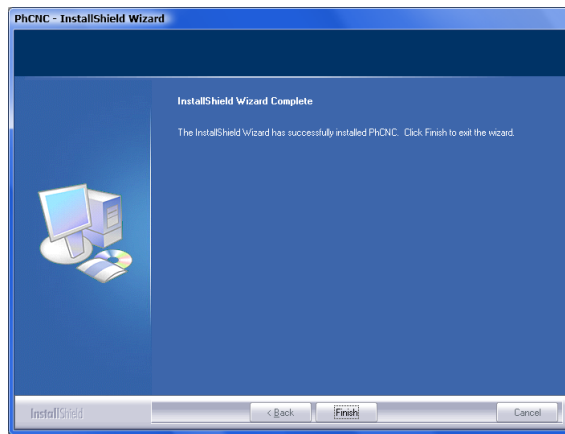 PhCNC - InstallShield Wizard
InstallShield Wizard Complete
The InstallShield Wizard has successfully installed PhCNC. Click Finish to exit the wizard.
InstallShield
< Back
Finish
Cancel